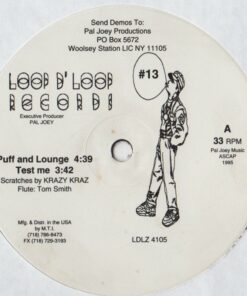 Send Demos To:
Pal Joey Productions
PO Box 5672
Woolsey Station LIC NY 11105
LOOP D' LOOP
RECORDS
Executive Producer
PAL JOEY
#13
A
33 RPM
Pal Joey Music
ASCAP
1995
Puff and Lounge 4:39
Test me 3:42
Scratches by KRAZY KRAZ
Flute: Tom Smith
Mfg. & Distr. in the USA
by M.T.I.
(718) 786-8473
FX (718) 729-3193
LDLZ 4105